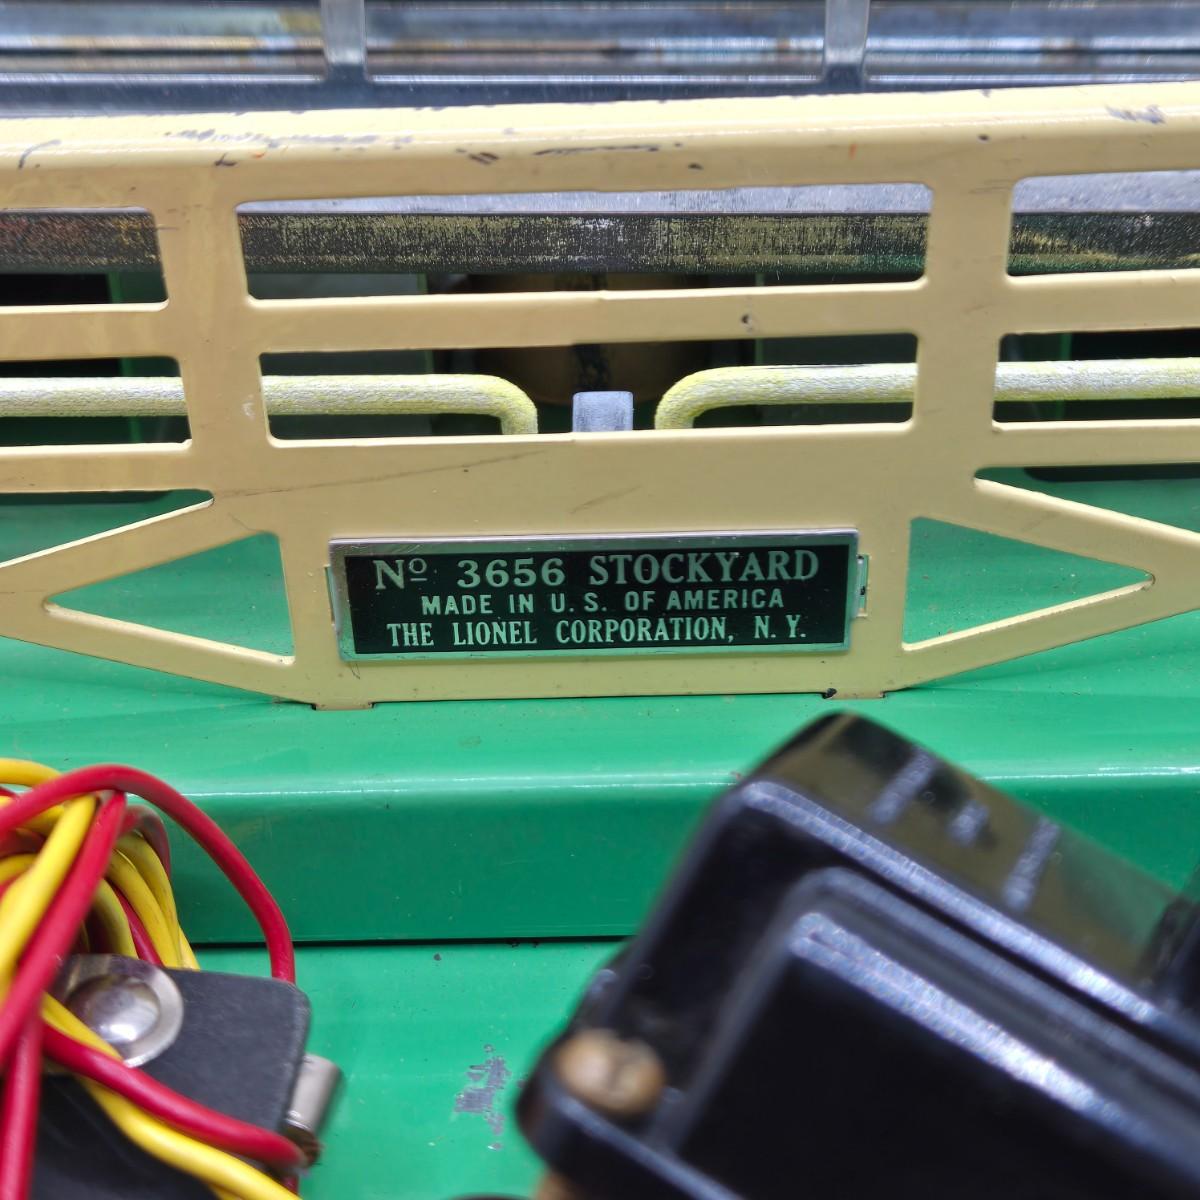 Nº 3656 STOCKYARD
MADE IN U.S. OF AMERICA
THE LIONEL CORPORATION, N.Y.